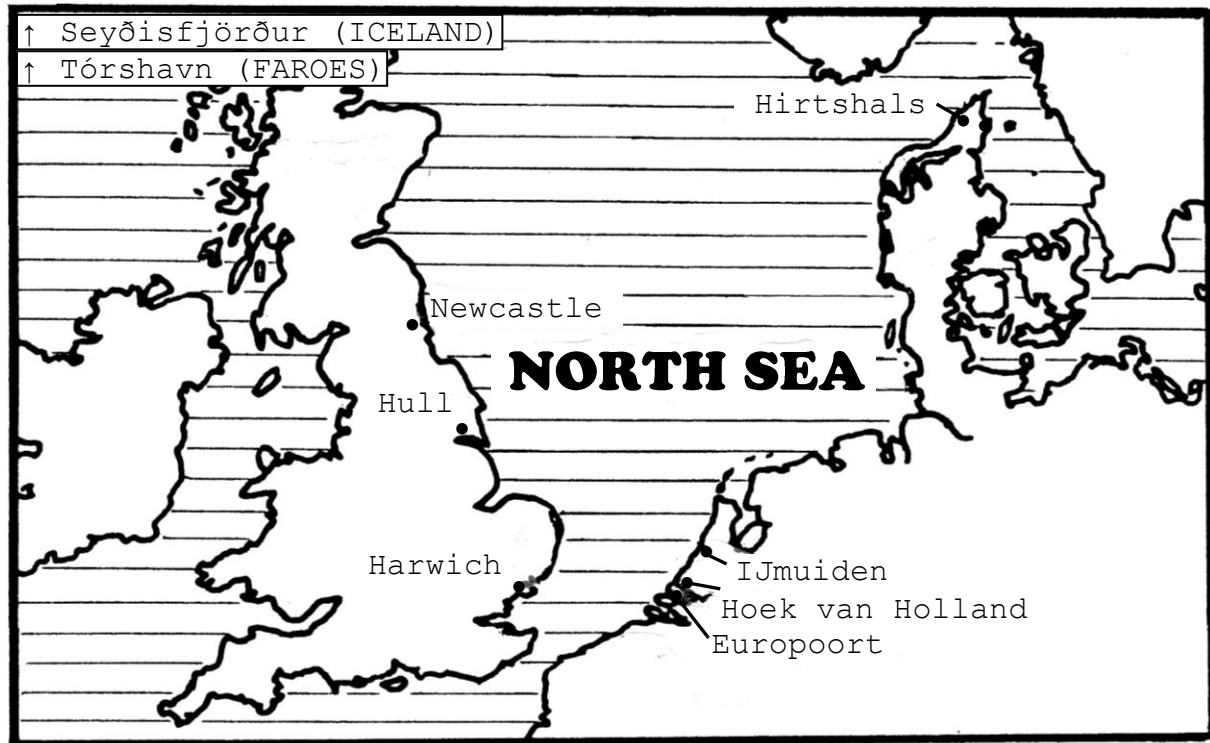 ↑ Seyðisfjörður (ICELAND)
↑ Tórshavn (FAROES)
Hirtshals
Newcastle
NORTH SEA
Hull
Harwich
IJmuiden
Hoek van Holland
Europoort